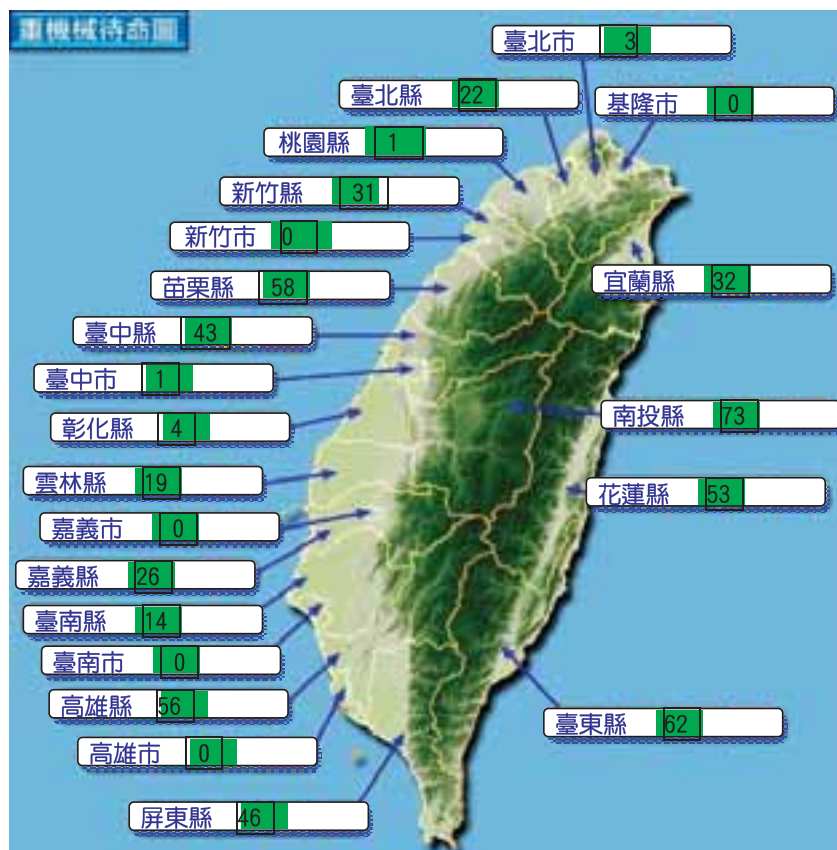 重機械待命圖
臺北市 3
臺北縣 22
基隆市 0
桃園縣 1
新竹縣 31
新竹市 0
宜蘭縣 32
苗栗縣 58
臺中縣 43
臺中市 1
南投縣 73
彰化縣 4
雲林縣 19
花蓮縣 53
嘉義市 0
嘉義縣 26
臺南縣 14
臺南市 0
高雄縣 56
臺東縣 62
高雄市 0
屏東縣 46